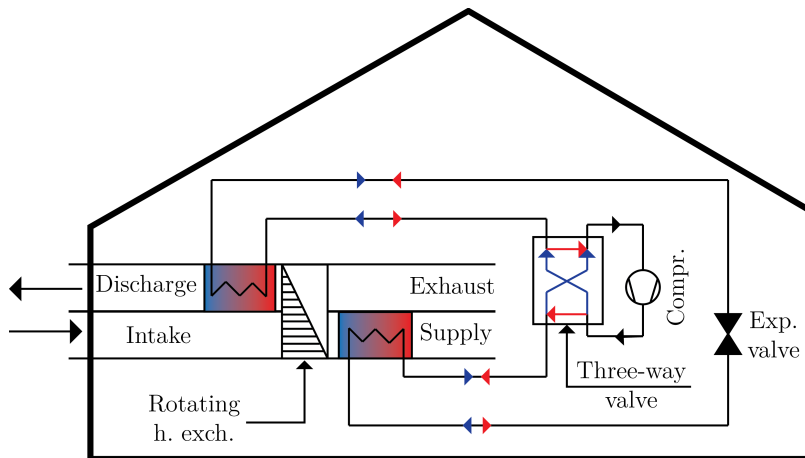 Discharge
Exhaust
Intake
Supply
Compr.
Exp.
valve
Three-way
valve
Rotating
h. exch.